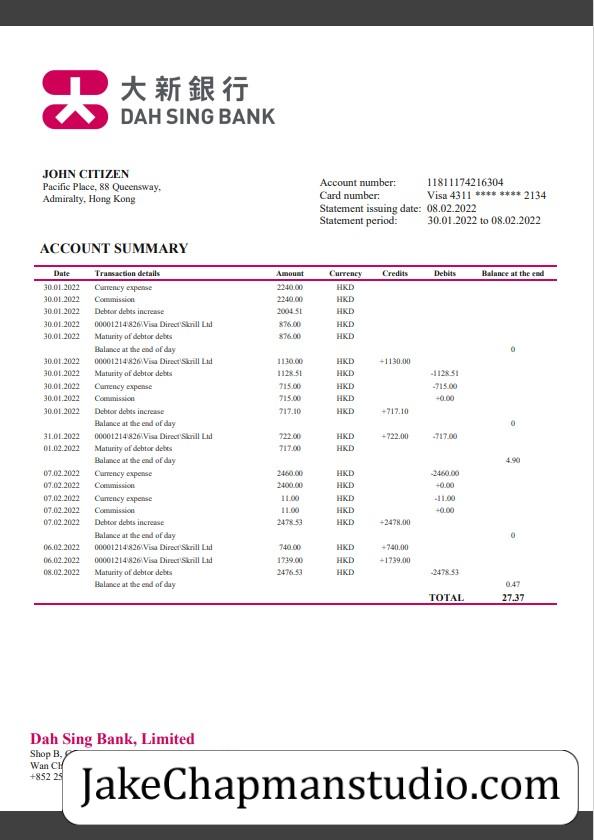 大新銀行
DAH SING BANK
JOHN CITIZEN
Pacific Place, 88 Queensway,
Admiralty, Hong Kong
Account number: 11811174216304
Card number: Visa 4311 **** **** 2134
Statement issuing date: 08.02.2022
Statement period: 30.01.2022 to 08.02.2022
ACCOUNT SUMMARY
Date Transaction details Amount Currency Credits Debits Balance at the end
30.01.2022 Currency expense 2240.00 HKD
30.01.2022 Commission 2240.00 HKD
30.01.2022 Debtor debts increase 2004.51 HKD
30.01.2022 00001214\826\Visa Direct\Skrill Ltd 876.00 HKD
30.01.2022 Maturity of debtor debts 876.00 HKD
Balance at the end of day 0
30.01.2022 00001214\826\Visa Direct\Skrill Ltd 1130.00 HKD +1130.00
30.01.2022 Maturity of debtor debts 1128.51 HKD -1128.51
30.01.2022 Currency expense 715.00 HKD -715.00
30.01.2022 Commission 715.00 HKD +0.00
30.01.2022 Debtor debts increase 717.10 HKD +717.10
Balance at the end of day 0
31.01.2022 00001214\826\Visa Direct\Skrill Ltd 722.00 HKD +722.00 -717.00
01.02.2022 Maturity of debtor debts 717.00 HKD
Balance at the end of day 4.90
07.02.2022 Currency expense 2460.00 HKD -2460.00
07.02.2022 Commission 2400.00 HKD +0.00
07.02.2022 Currency expense 11.00 HKD -11.00
07.02.2022 Commission 11.00 HKD +0.00
07.02.2022 Debtor debts increase 2478.53 HKD +2478.00
Balance at the end of day 0
06.02.2022 00001214\826\Visa Direct\Skrill Ltd 740.00 HKD +740.00
06.02.2022 00001214\826\Visa Direct\Skrill Ltd 1739.00 HKD +1739.00
08.02.2022 Maturity of debtor debts 2476.53 HKD -2478.53
Balance at the end of day 0.47
TOTAL 27.37
Dah Sing Bank, Limited
Shop B,
Wan
+852
JakeChapmanstudio.com